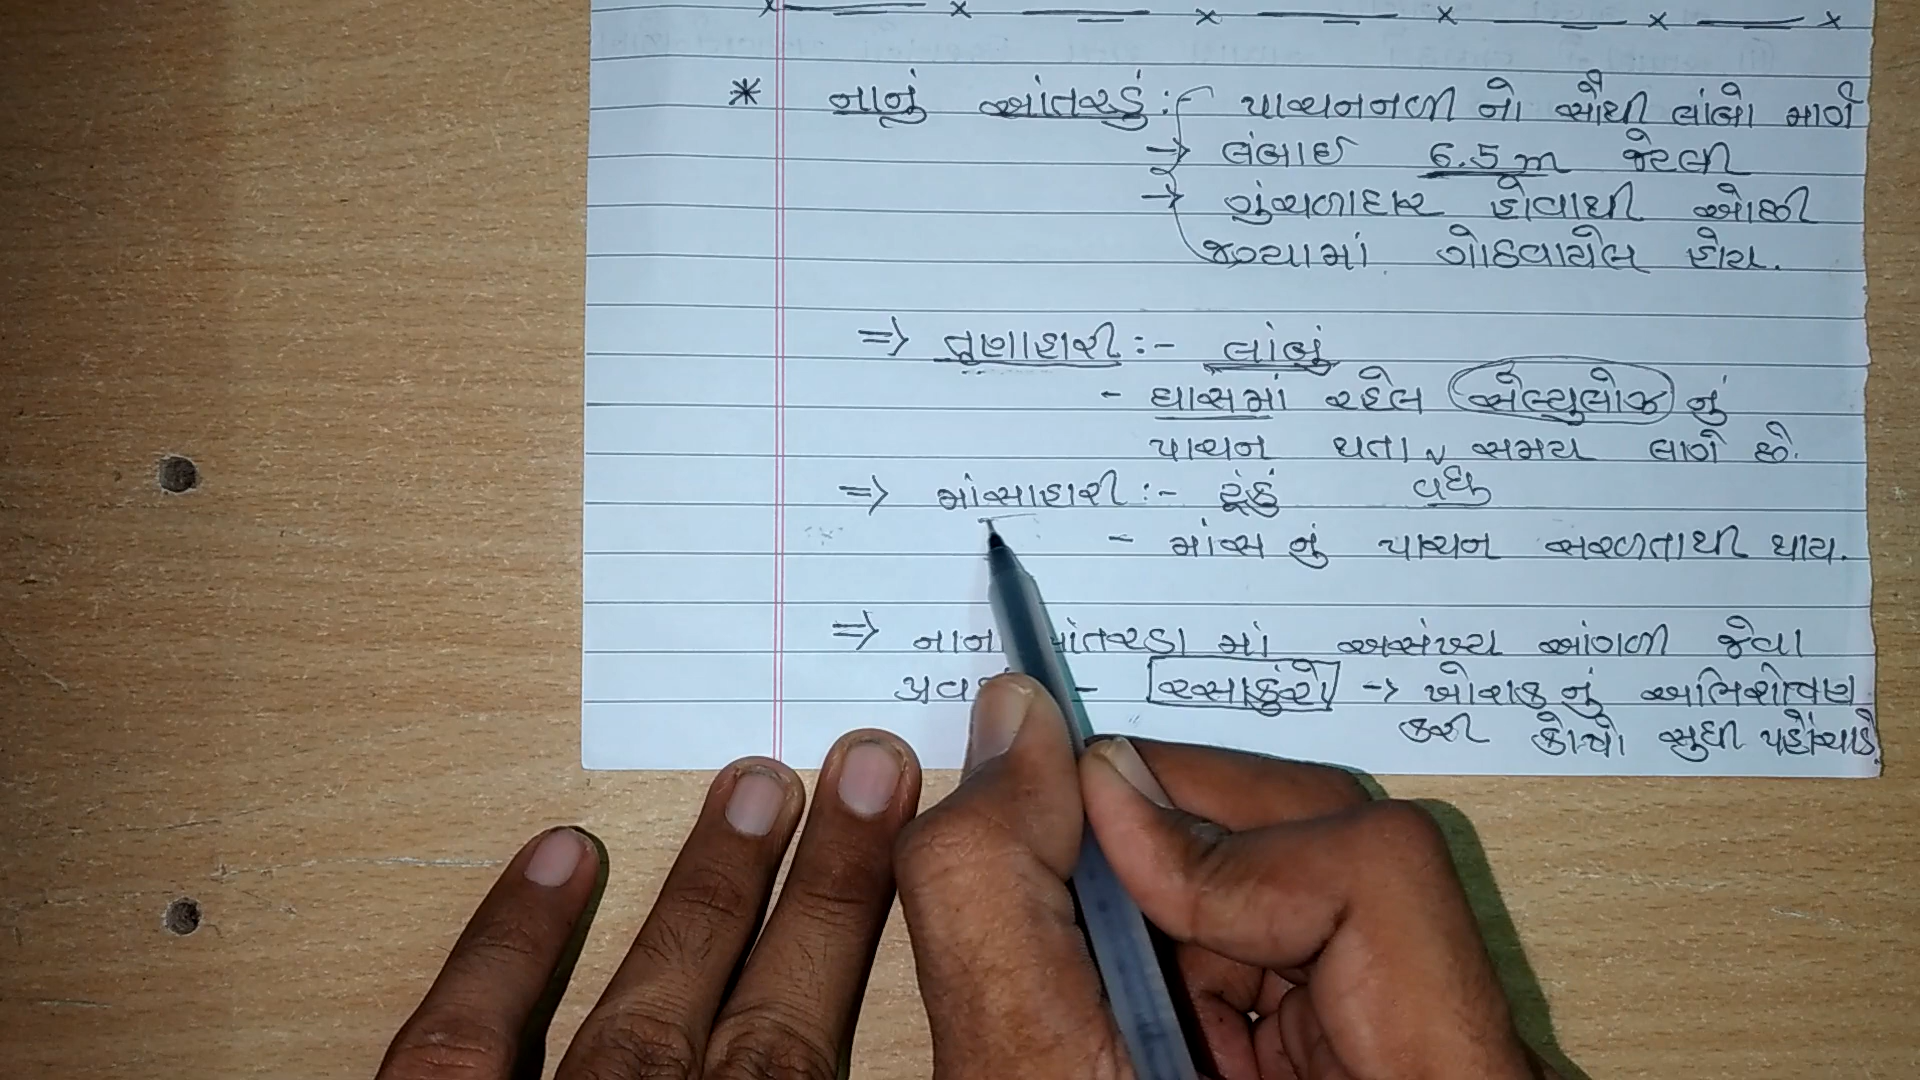 * નાનું આંતરડું :- પાચનનળી નો સૌથી લાંબો માર્ગ
→ લંબાઈ 6.5 m જેટલી
→ ગુંચળાદાર હોવાથી ઓછી
જગ્યામાં ગોઠવાયેલ હોય.
⇒ તૃણાહારી :- લાંબું
- ઘાસમાં રહેલ સેલ્યુલોઝ નું
પાચન થતા વધુ સમય લાગે છે.
⇒ માંસાહારી :- ટૂંકું
- માંસ નું પાચન સરળતાથી થાય.
⇒ આંતરડા માં અસંખ્ય આંગળી જેવા
- રસાંકુરો → ખોરાક નું અભિશોષણ
કરી કોષો સુધી પહોંચાડે